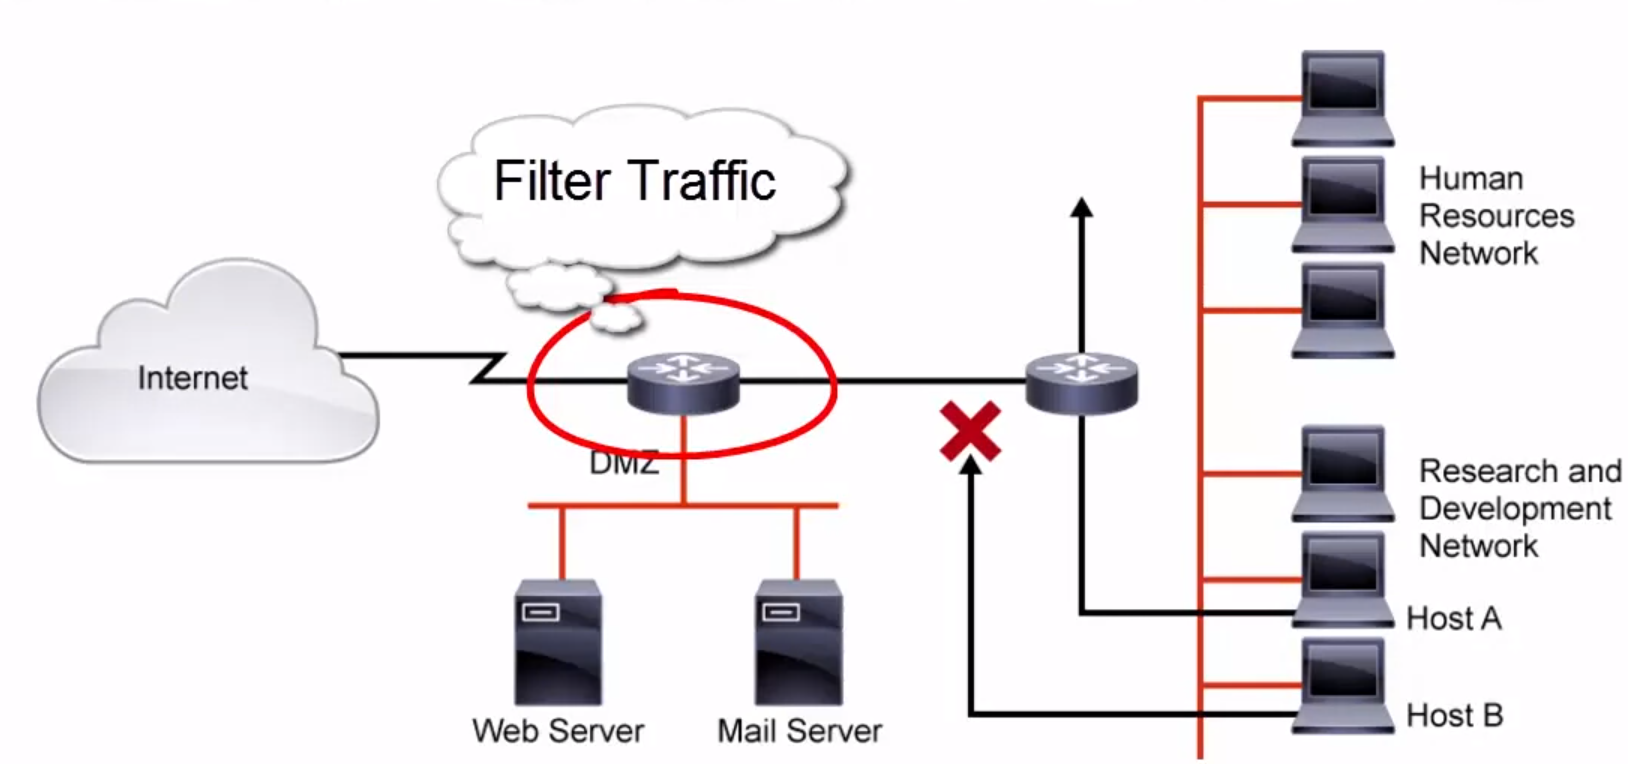 Filter Traffic
Internet
DMZ
Web Server
Mail Server
Human
Resources
Network
Research and
Development
Network
Host A
Host B